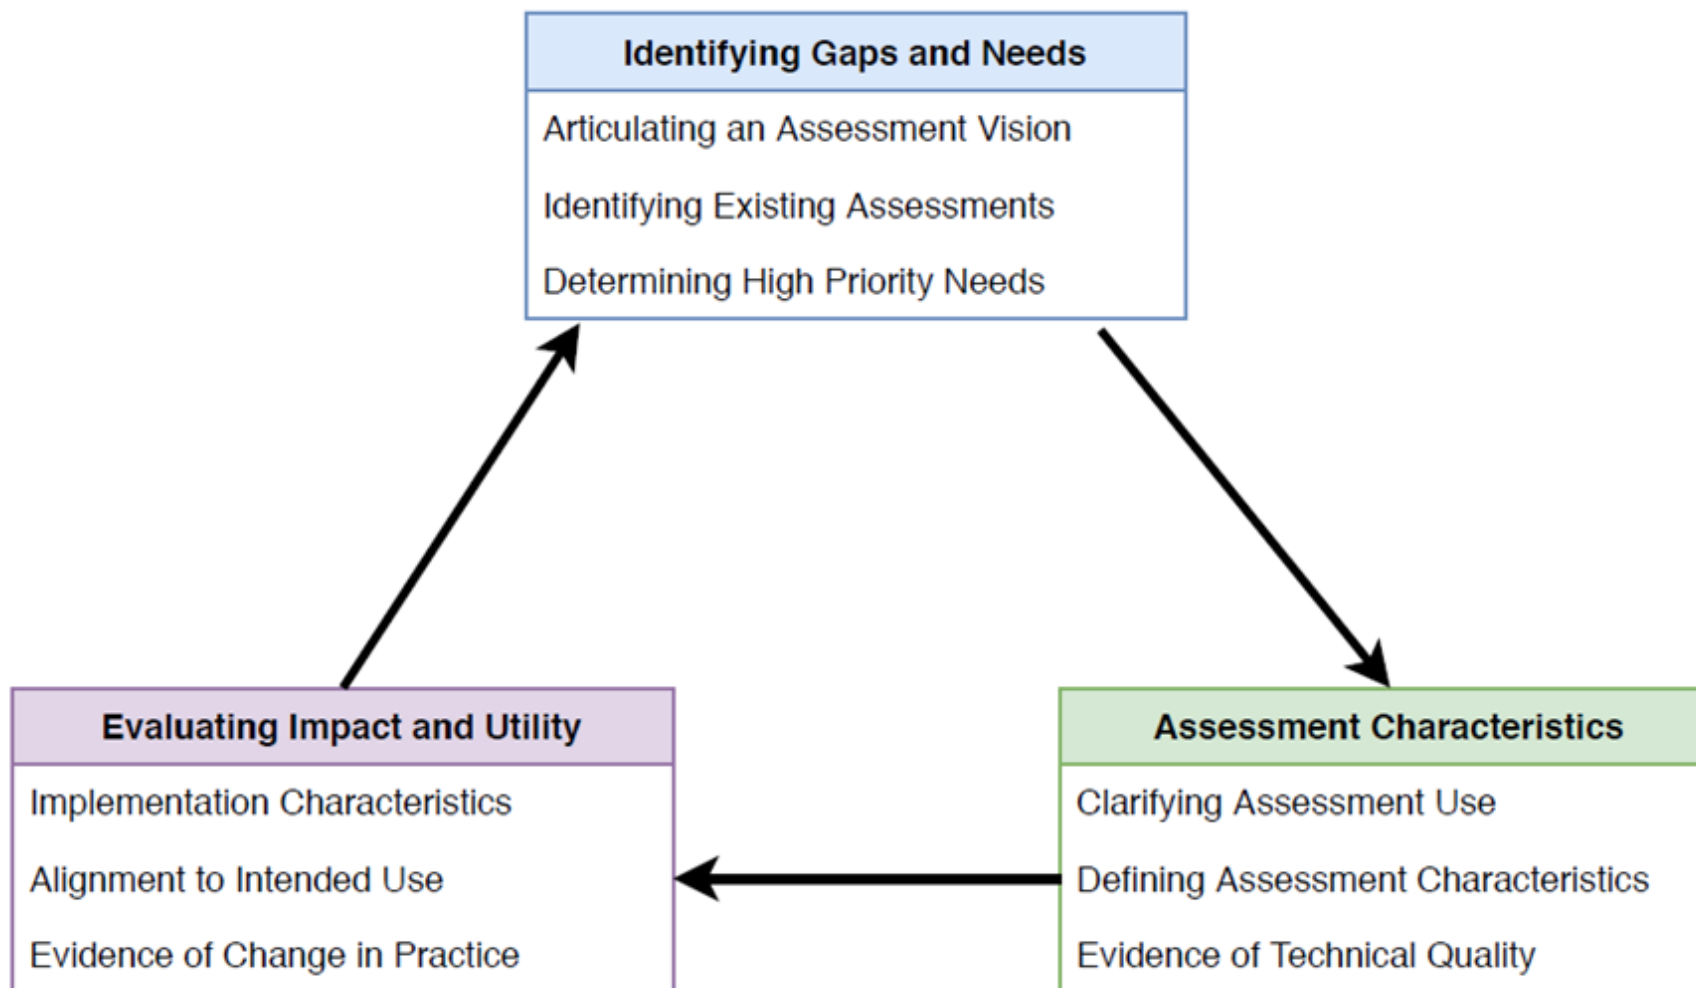 Identifying Gaps and Needs
Articulating an Assessment Vision
Identifying Existing Assessments
Determining High Priority Needs
Evaluating Impact and Utility
Implementation Characteristics
Alignment to Intended Use
Evidence of Change in Practice
Assessment Characteristics
Clarifying Assessment Use
Defining Assessment Characteristics
Evidence of Technical Quality